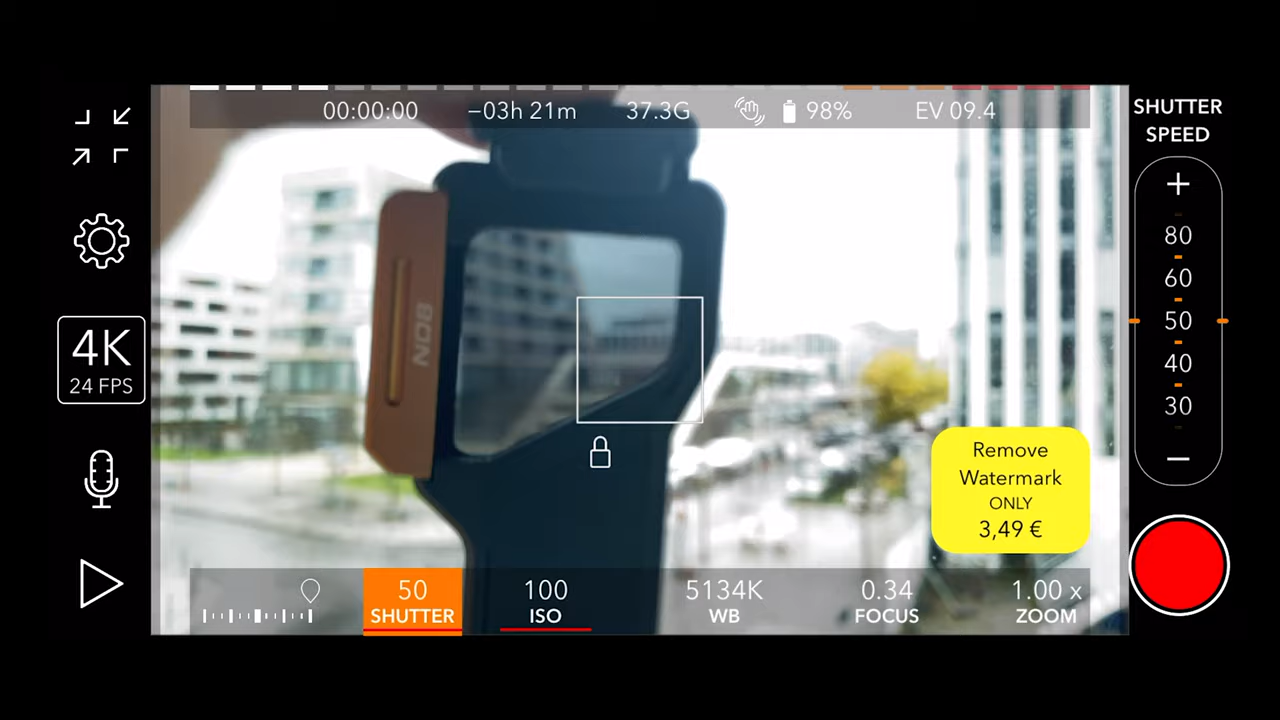 00:00:00
−03h 21m
37.3G
98%
EV 09.4
SHUTTER
SPEED
+
80
60
50
40
30
−
4K
24 FPS
NOB
Remove
Watermark
ONLY
3,49 €
50
SHUTTER
100
ISO
5134K
WB
0.34
FOCUS
1.00 x
ZOOM